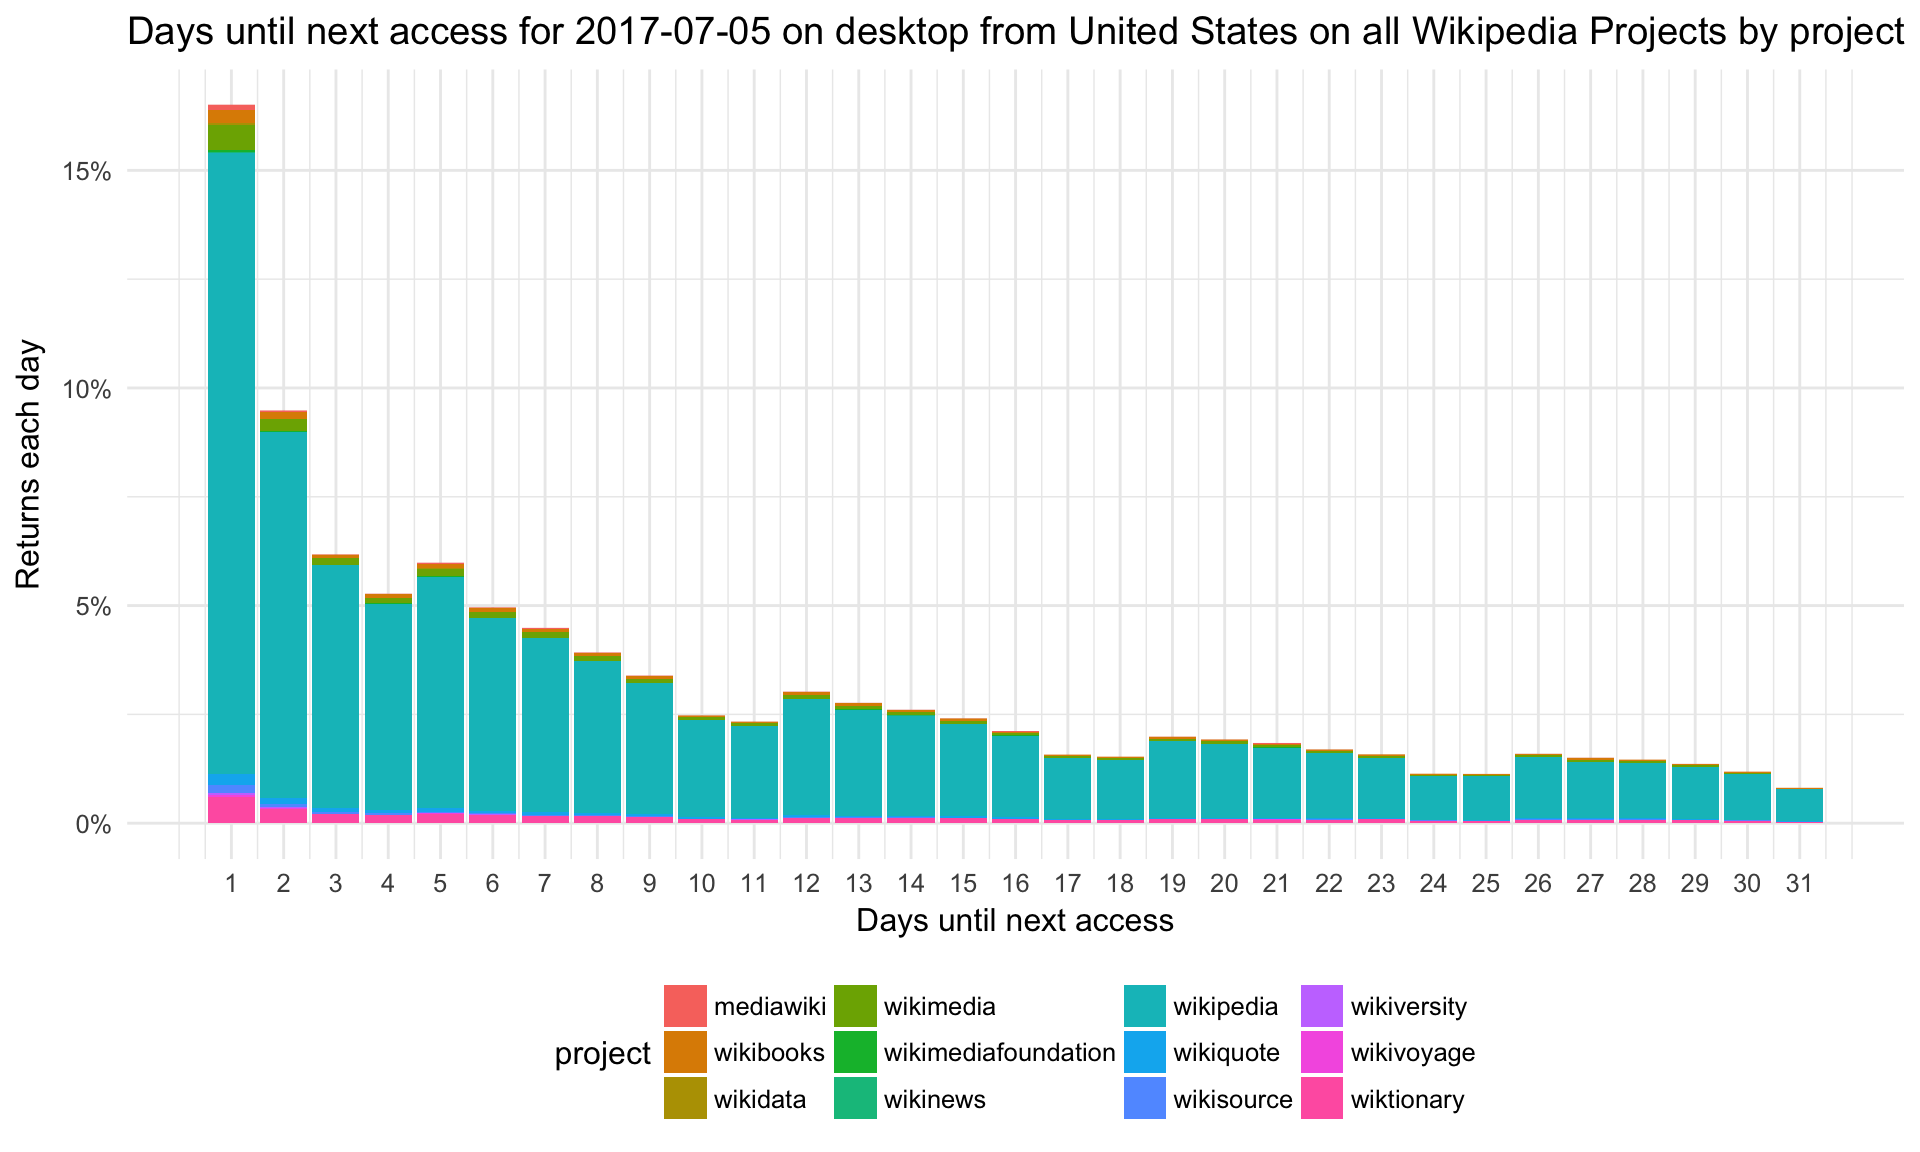 Days until next access for 2017-07-05 on desktop from United States on all Wikipedia Projects by project
Returns each day
15%
10%
5%
0%
1 2 3 4 5 6 7 8 9 10 11 12 13 14 15 16 17 18 19 20 21 22 23 24 25 26 27 28 29 30 31
Days until next access
project
mediawiki wikimedia wikipedia wikiversity
wikibooks wikimediafoundation wikiquote wikivoyage
wikidata wikinews wikisource wiktionary